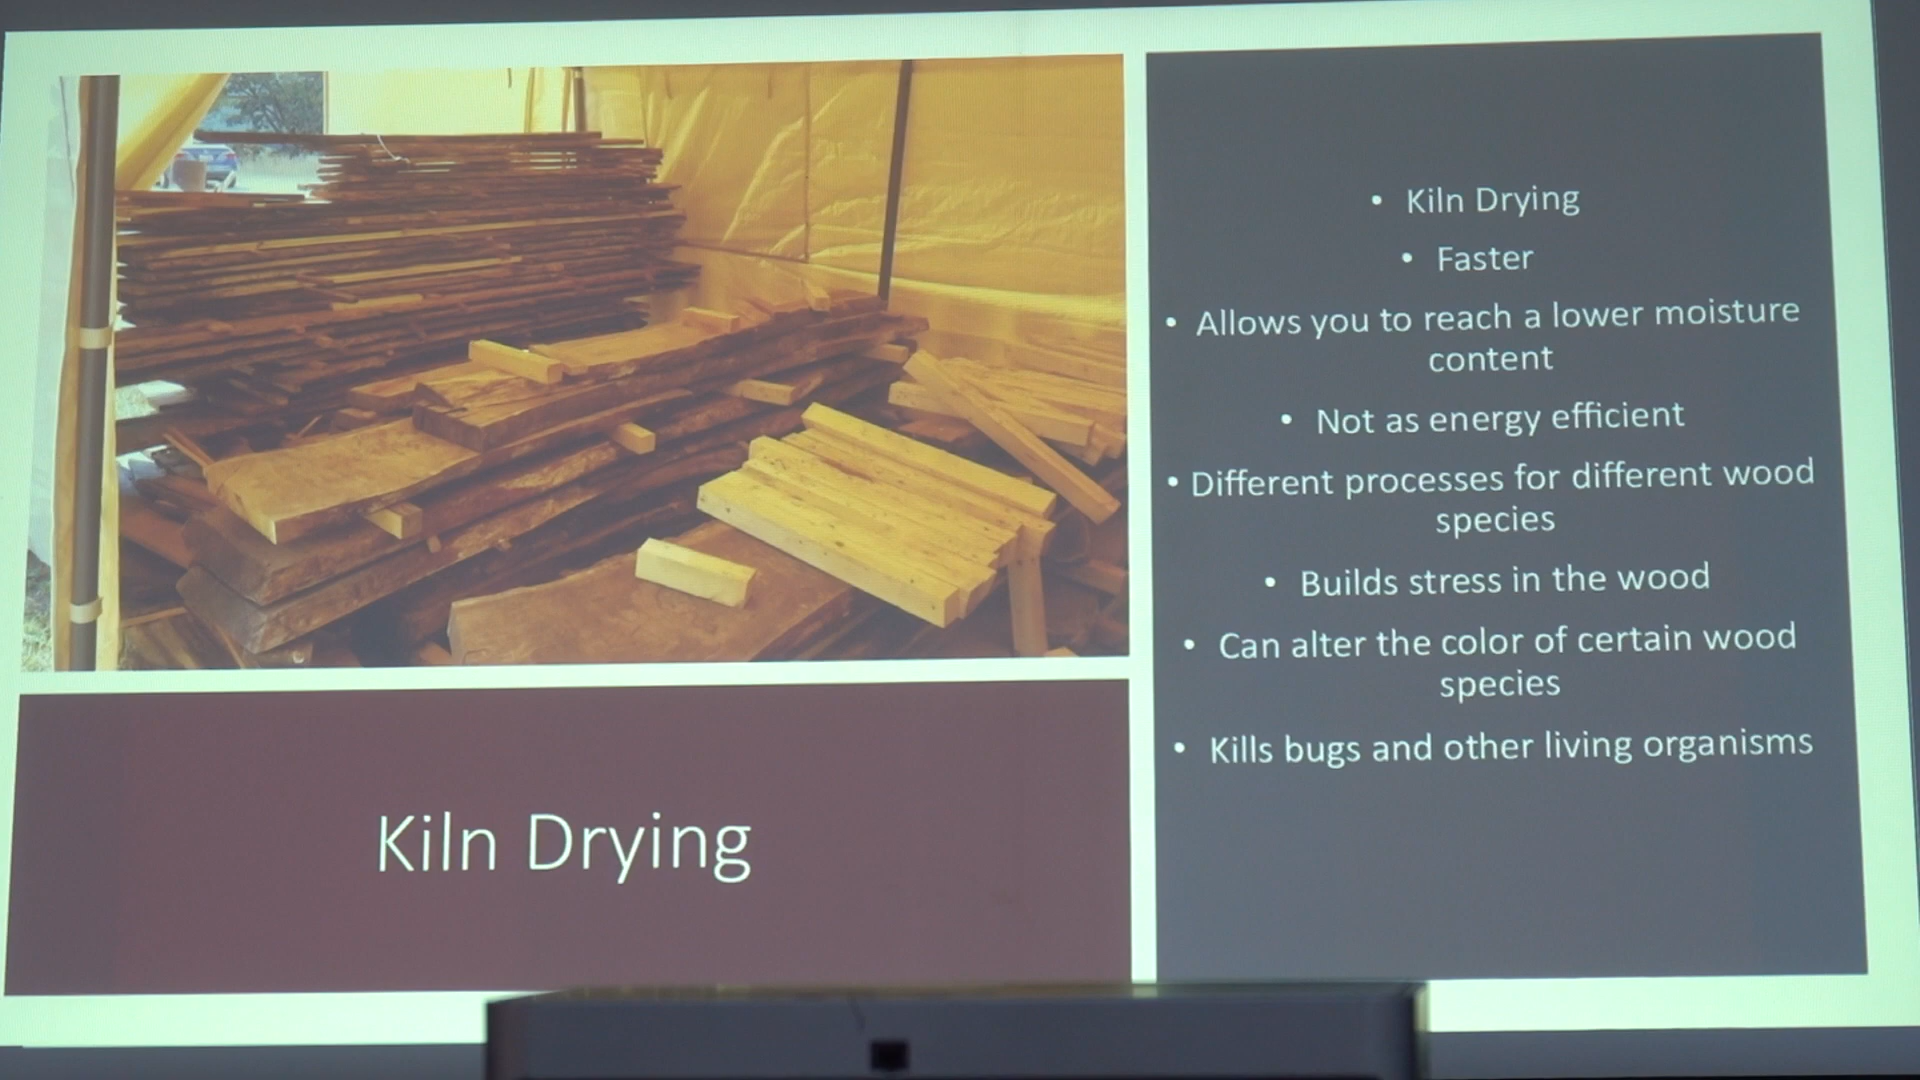 • Kiln Drying
• Faster
• Allows you to reach a lower moisture
content
• Not as energy efficient
• Different processes for different wood
species
• Builds stress in the wood
• Can alter the color of certain wood
species
• Kills bugs and other living organisms
Kiln Drying